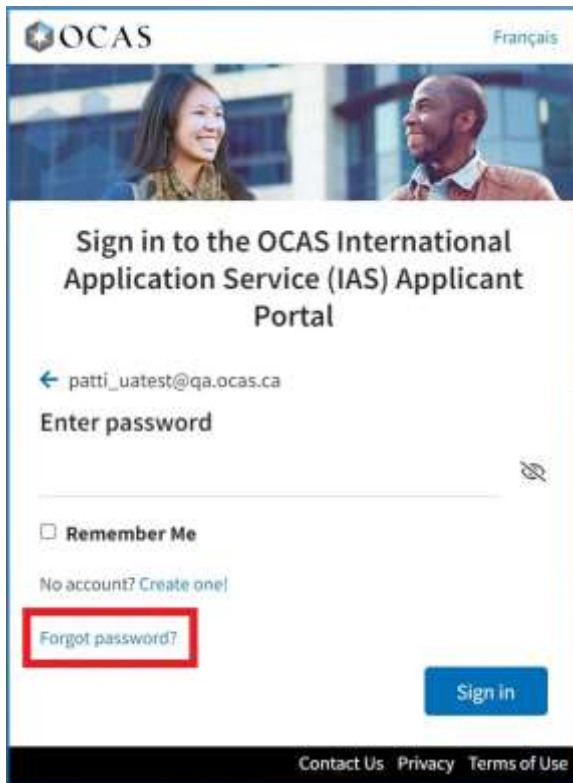 OCAS
Français
Sign in to the OCAS International
Application Service (IAS) Applicant
Portal
patti_uatest@qa.ocas.ca
Enter password
Remember Me
No account? Create one!
Forgot password?
Sign in
Contact Us Privacy Terms of Use